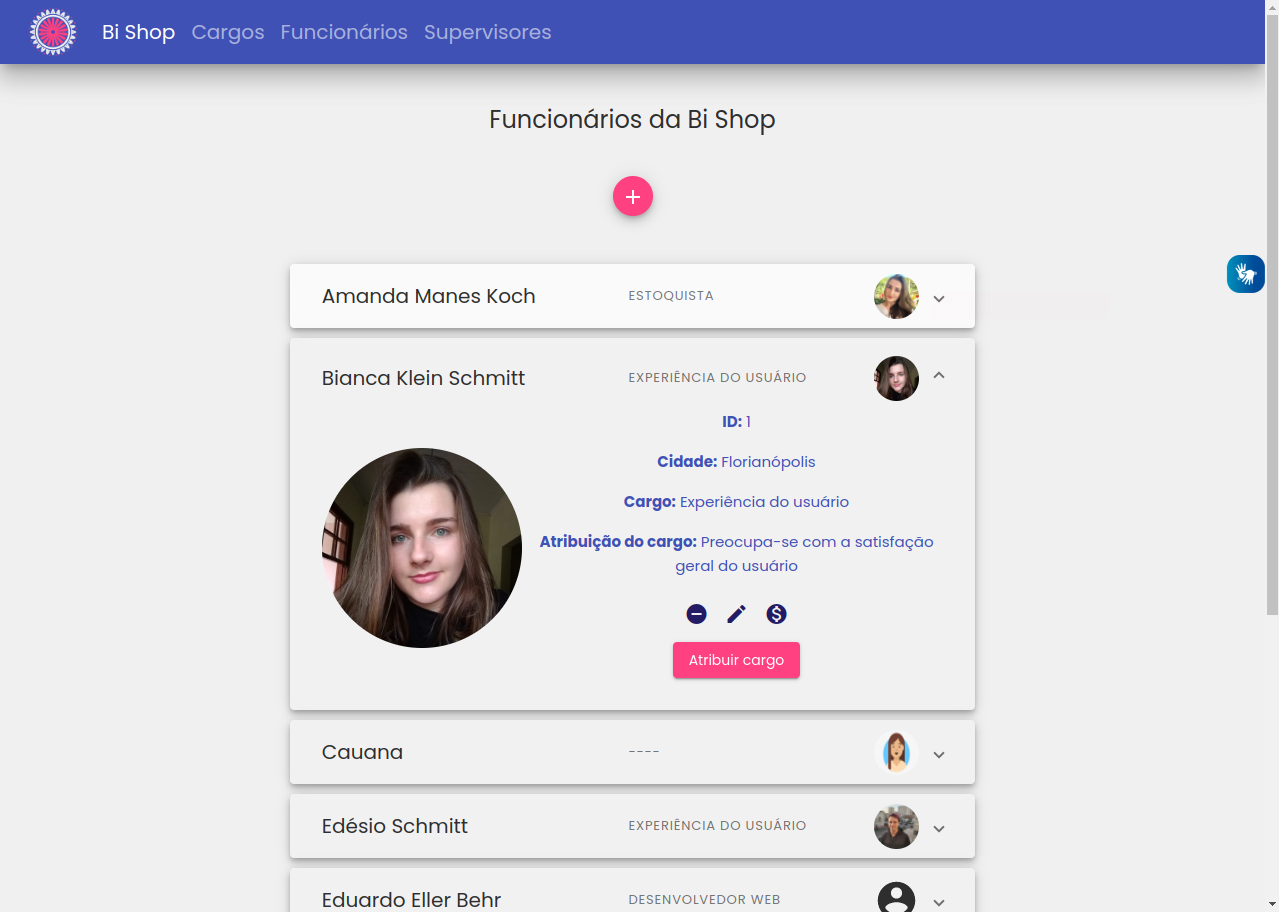 Bi Shop Cargos Funcionários Supervisores
Funcionários da Bi Shop
+
Amanda Manes Koch ESTOQUISTA
Bianca Klein Schmitt EXPERIÊNCIA DO USUÁRIO
ID: 1
Cidade: Florianópolis
Cargo: Experiência do usuário
Atribuição do cargo: Preocupa-se com a satisfação
geral do usuário
Atribuir cargo
Cauana ----
Edésio Schmitt EXPERIÊNCIA DO USUÁRIO
Eduardo Eller Behr DESENVOLVEDOR WEB